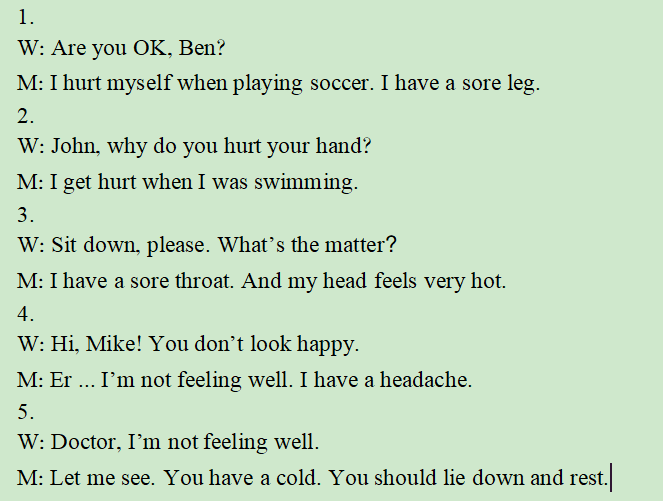 1.
W: Are you OK, Ben?
M: I hurt myself when playing soccer. I have a sore leg.
2.
W: John, why do you hurt your hand?
M: I get hurt when I was swimming.
3.
W: Sit down, please. What’s the matter?
M: I have a sore throat. And my head feels very hot.
4.
W: Hi, Mike! You don’t look happy.
M: Er ... I’m not feeling well. I have a headache.
5.
W: Doctor, I’m not feeling well.
M: Let me see. You have a cold. You should lie down and rest.